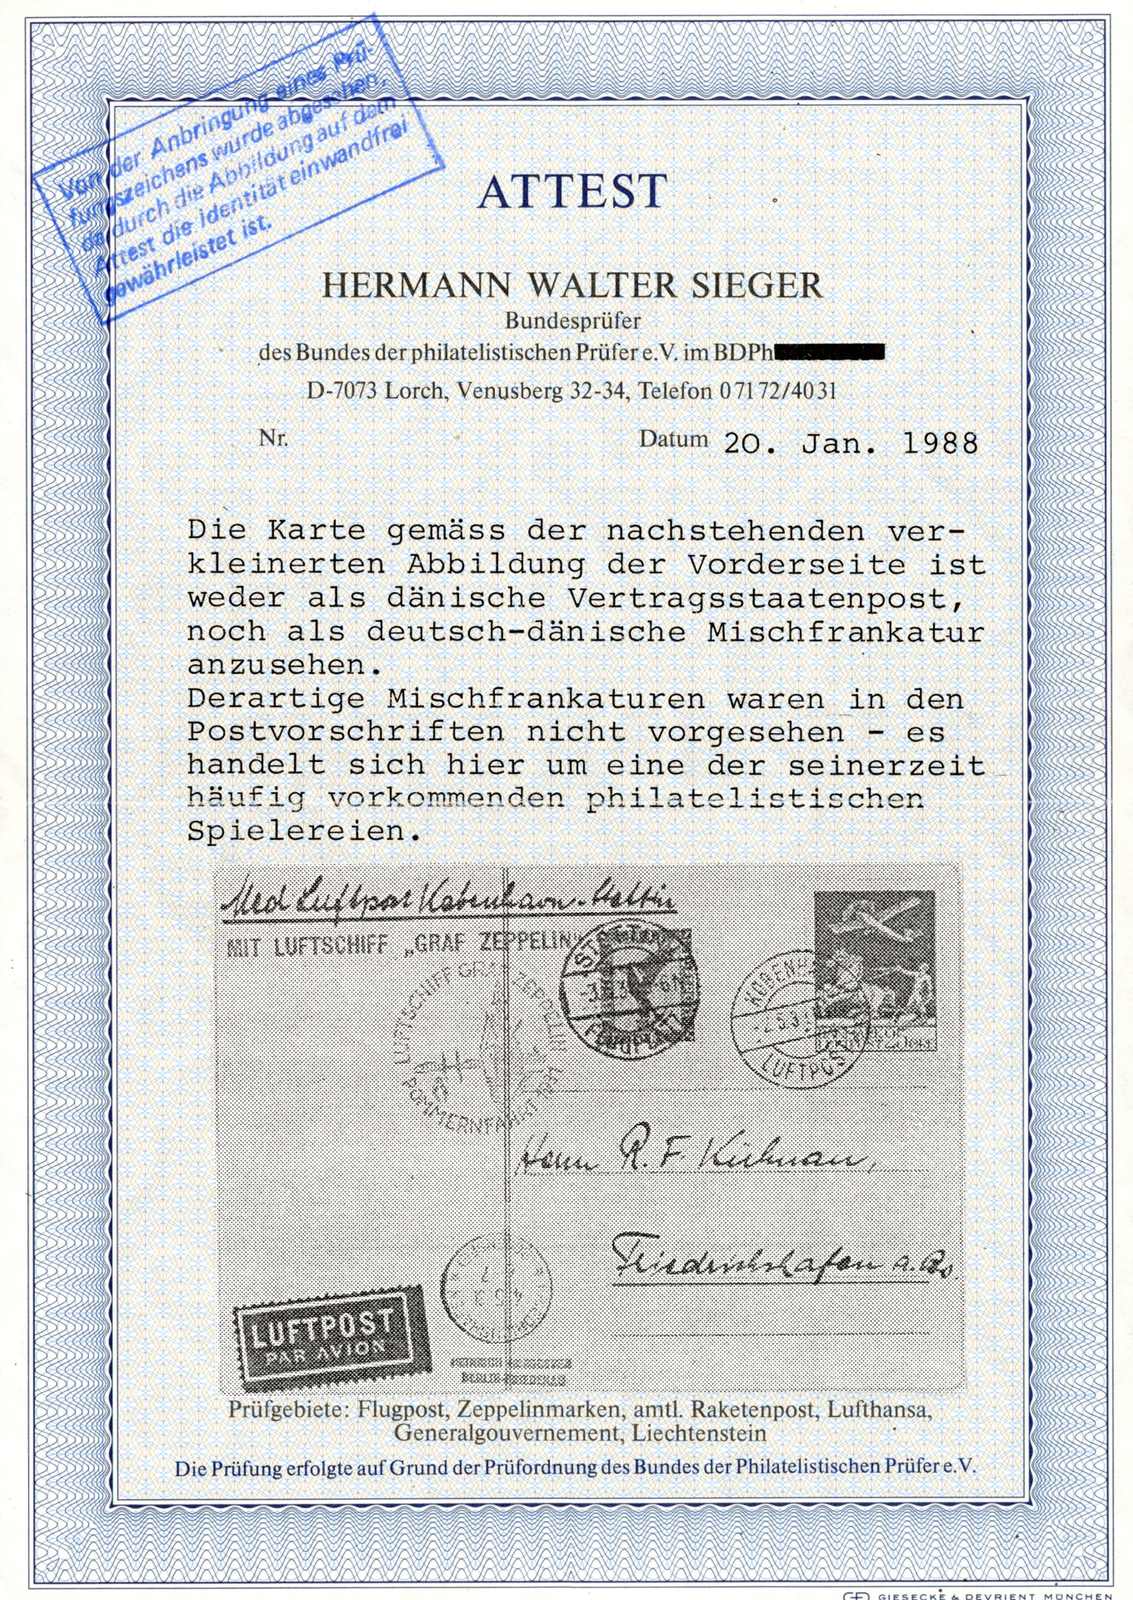 Von der Anbringung eines Prü-
fungszeichens wurde abgesehen,
da durch die Abbildung auf dem
Attest die Identität einwandfrei
gewährleistet ist.
ATTEST
HERMANN WALTER SIEGER
Bundesprüfer
des Bundes der philatelistischen Prüfer e.V. im BDPh
D-7073 Lorch, Venusberg 32-34, Telefon 07172/4031
Nr. Datum 20. Jan. 1988
Die Karte gemäss der nachstehenden ver-
kleinerten Abbildung der Vorderseite ist
weder als dänische Vertragsstaatenpost,
noch als deutsch-dänische Mischfrankatur
anzusehen.
Derartige Mischfrankaturen waren in den
Postvorschriften nicht vorgesehen - es
handelt sich hier um eine der seinerzeit
häufig vorkommenden philatelistischen
Spielereien.
Med Luftpost København-Stettin
MIT LUFTSCHIFF „GRAF ZEPPELIN"
LUFTSCHIFF GRAF ZEPPELIN
POMMERNFAHRT 1931
KØBENH
LUFTPOST
Herrn R. F. Kühnau,
Friedrichshafen a. Bo.
LUFTPOST
PAR AVION
BERLIN-FRIEDENAU
Prüfgebiete: Flugpost, Zeppelinmarken, amtl. Raketenpost, Lufthansa,
Generalgouvernement, Liechtenstein
Die Prüfung erfolgte auf Grund der Prüfordnung des Bundes der Philatelistischen Prüfer e.V.
GIESECKE & DEVRIENT MÜNCHEN